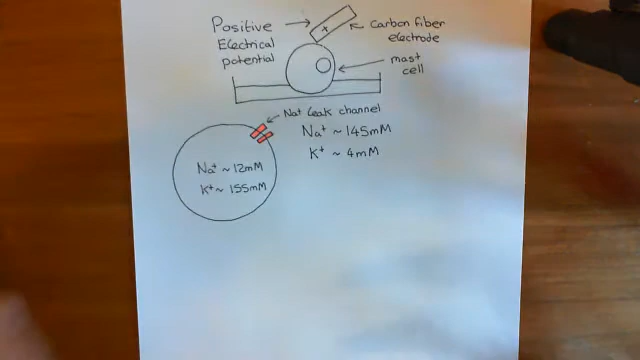 Positive
Electrical
potential
+
Carbon fiber
electrode
mast
cell
Na+ leak channel
Na+ ~ 145mM
K+ ~ 4mM
Na+ ~ 12mM
K+ ~ 155mM